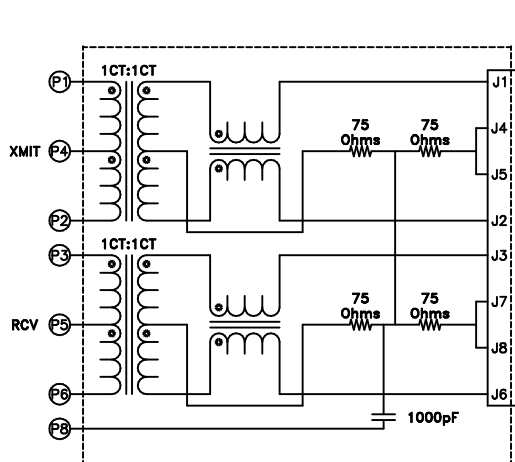 1CT:1CT
P1
J1
75 Ohms
75 Ohms
J4
XMIT
P4
J5
P2
J2
1CT:1CT
P3
J3
75 Ohms
75 Ohms
J7
RCV
P5
J8
P6
J6
1000pF
P8